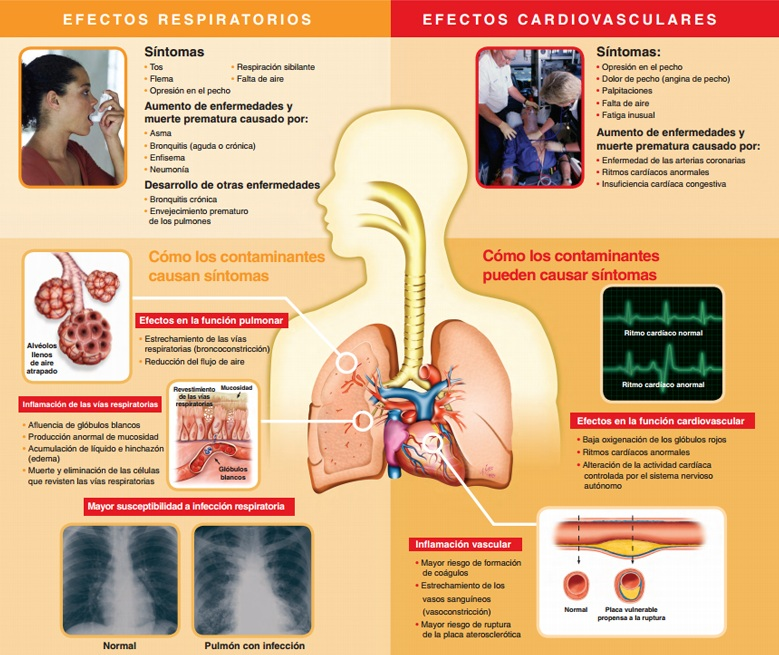 EFECTOS RESPIRATORIOS
Síntomas
• Tos
• Flema
• Opresión en el pecho
• Respiración sibilante
• Falta de aire
Aumento de enfermedades y
muerte prematura causado por:
• Asma
• Bronquitis (aguda o crónica)
• Enfisema
• Neumonía
Desarrollo de otras enfermedades
• Bronquitis crónica
• Envejecimiento prematuro
de los pulmones
Cómo los contaminantes
causan síntomas
Alvéolos
llenos
de aire
atrapado
Efectos en la función pulmonar
• Estrechamiento de las vías
respiratorias (broncoconstricción)
• Reducción del flujo de aire
Inflamación de las vías respiratorias
• Afluencia de glóbulos blancos
• Producción anormal de mucosidad
• Acumulación de líquido e hinchazón
(edema)
• Muerte y eliminación de las células
que revisten las vías respiratorias
Revestimiento
de las vías
respiratorias
Mucosidad
Glóbulos
blancos
Mayor susceptibilidad a infección respiratoria
Normal
Pulmón con infección
EFECTOS CARDIOVASCULARES
Síntomas:
• Opresión en el pecho
• Dolor de pecho (angina de pecho)
• Palpitaciones
• Falta de aire
• Fatiga inusual
Aumento de enfermedades y
muerte prematura causado por:
• Enfermedad de las arterias coronarias
• Ritmos cardíacos anormales
• Insuficiencia cardíaca congestiva
Cómo los contaminantes
pueden causar síntomas
Ritmo cardíaco normal
Ritmo cardíaco anormal
Efectos en la función cardiovascular
• Baja oxigenación de los glóbulos rojos
• Ritmos cardíacos anormales
• Alteración de la actividad cardíaca
controlada por el sistema nervioso
autónomo
Inflamación vascular
• Mayor riesgo de formación
de coágulos
• Estrechamiento de los
vasos sanguíneos
(vasoconstricción)
• Mayor riesgo de ruptura
de la placa aterosclerótica
Normal
Placa vulnerable
propensa a la ruptura